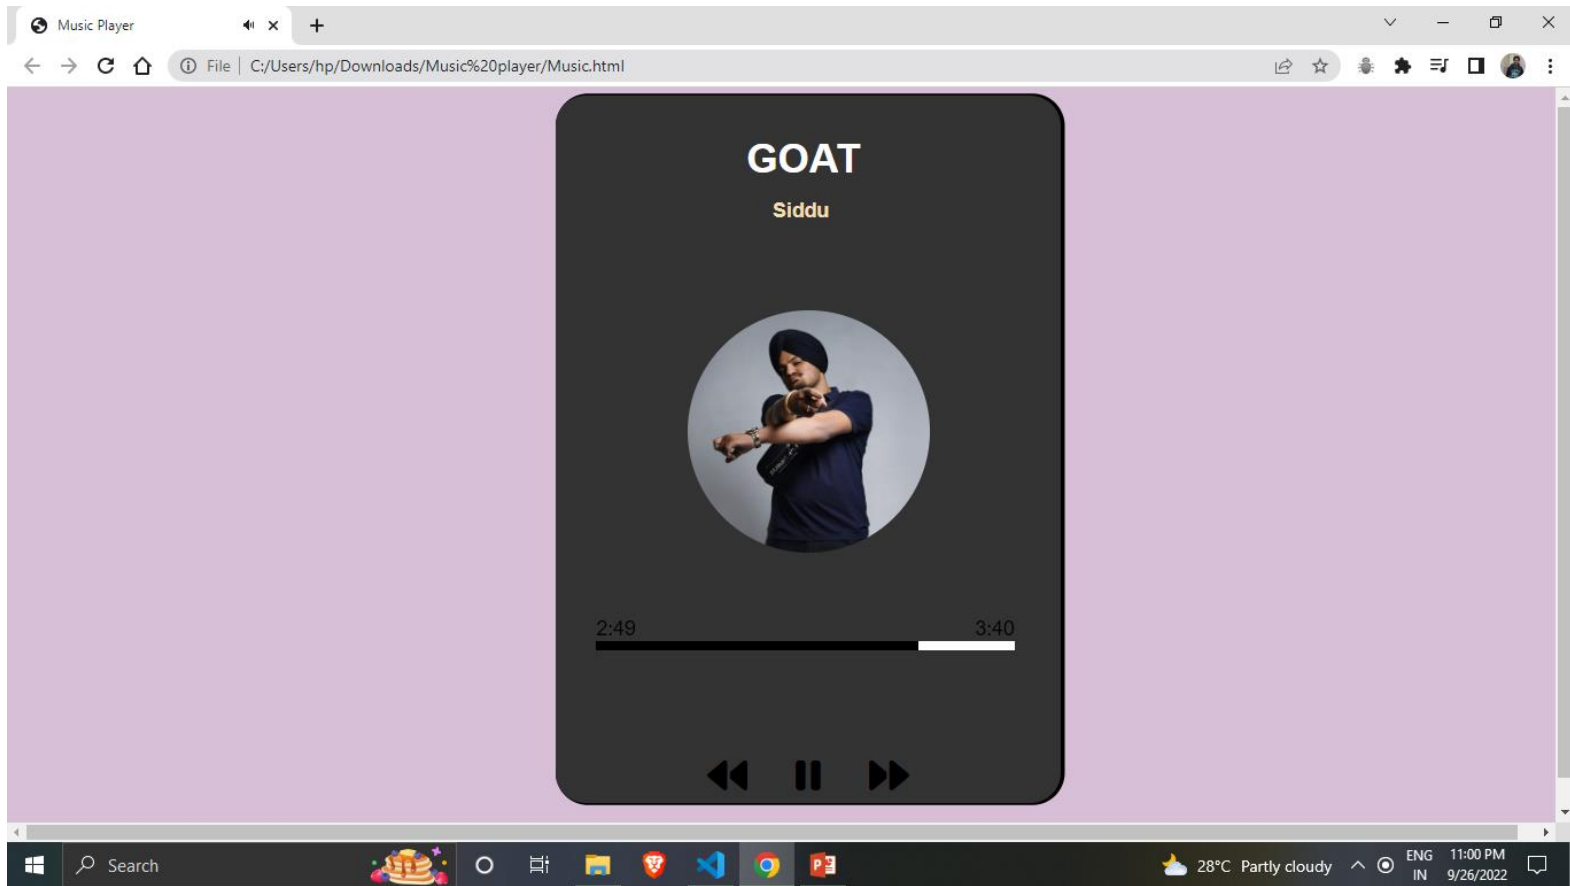 Music Player
File C:/Users/hp/Downloads/Music%20player/Music.html
GOAT
Siddu
2:49 3:40
Search
28°C Partly cloudy
ENG
IN
11:00 PM
9/26/2022